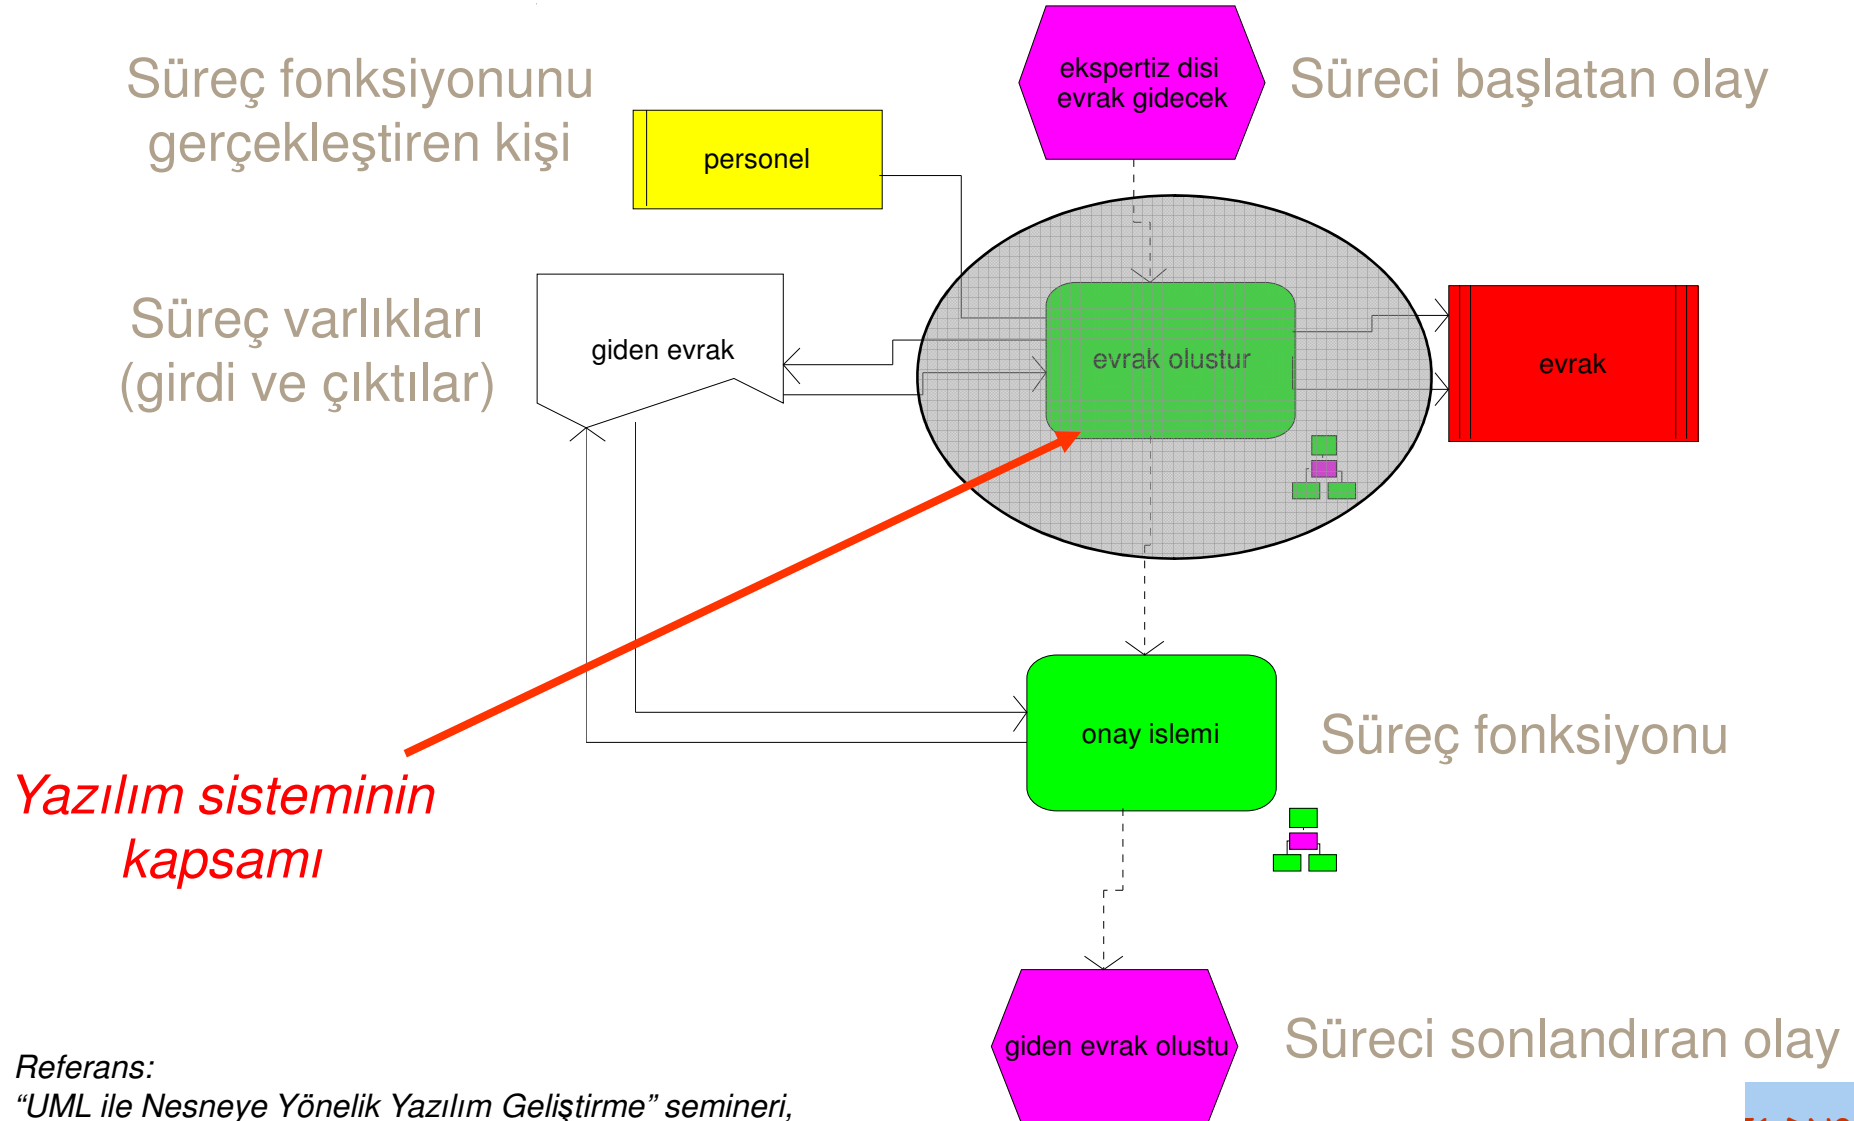 ekspertiz disi
evrak gidecek
Süreci başlatan olay
Süreç fonksiyonunu
gerçekleştiren kişi
personel
Süreç varlıkları
(girdi ve çıktılar)
giden evrak
evrak olustur
evrak
onay islemi
Süreç fonksiyonu
Yazılım sisteminin
kapsamı
giden evrak olustu
Süreci sonlandıran olay
Referans:
“UML ile Nesneye Yönelik Yazılım Geliştirme” semineri,